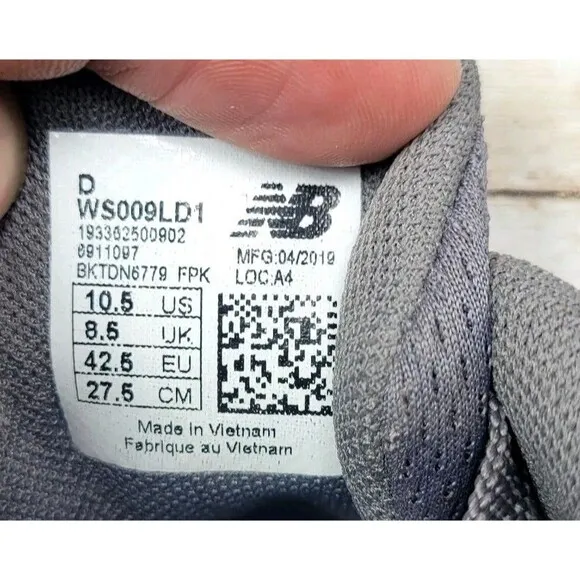 D
WS009LD1
193362500902
6911097
BKTDN6779 FPK
NB
MFG:04/2019
LOC:A4
10.5 US
8.5 UK
42.5 EU
27.5 CM
Made in Vietnam
Fabrique au Vietnam